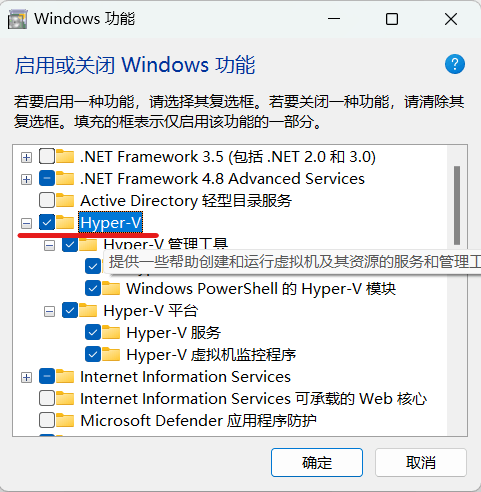 Windows 功能
启用或关闭 Windows 功能
若要启用一种功能，请选择其复选框。若要关闭一种功能，请清除其
复选框。填充的框表示仅启用该功能的一部分。
.NET Framework 3.5 (包括 .NET 2.0 和 3.0)
.NET Framework 4.8 Advanced Services
Active Directory 轻型目录服务
Hyper-V
Hyper-V 管理工具
提供一些帮助创建和运行虚拟机及其资源的服务和管理工
Windows PowerShell 的 Hyper-V 模块
Hyper-V 平台
Hyper-V 服务
Hyper-V 虚拟机监控程序
Internet Information Services
Internet Information Services 可承载的 Web 核心
Microsoft Defender 应用程序防护
确定
取消